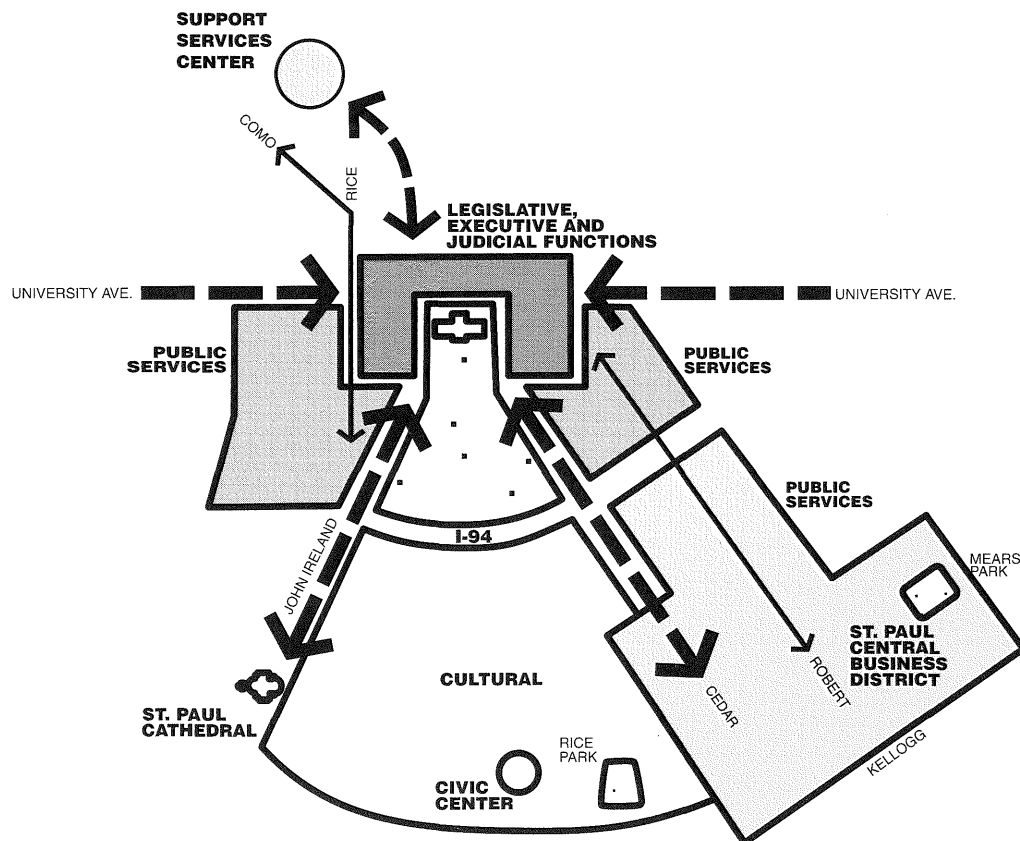 SUPPORT
SERVICES
CENTER
COMO
RICE
LEGISLATIVE,
EXECUTIVE AND
JUDICIAL FUNCTIONS
UNIVERSITY AVE.
UNIVERSITY AVE.
PUBLIC
SERVICES
PUBLIC
SERVICES
PUBLIC
SERVICES
I-94
JOHN IRELAND
MEARS
PARK
ST. PAUL
CENTRAL
BUSINESS
DISTRICT
ROBERT
CEDAR
KELLOGG
CULTURAL
ST. PAUL
CATHEDRAL
RICE
PARK
CIVIC
CENTER